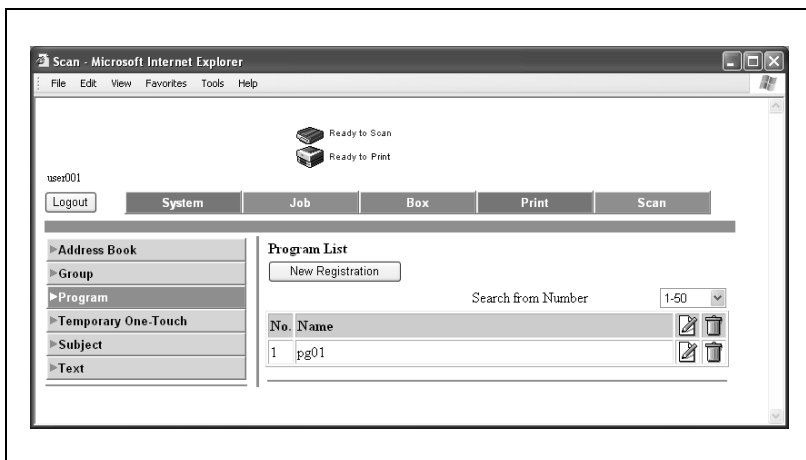 Scan - Microsoft Internet Explorer
File Edit View Favorites Tools Help
Ready to Scan
Ready to Print
user001
Logout System Job Box Print Scan
Address Book
Group
Program
Temporary One-Touch
Subject
Text
Program List
New Registration
Search from Number 1-50
No. Name
1 pg01